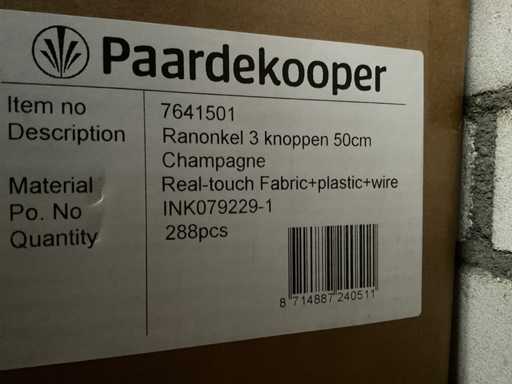 Paardekooper
Item no 7641501
Description Ranonkel 3 knoppen 50cm
Champagne
Material Real-touch Fabric+plastic+wire
Po. No INK079229-1
Quantity 288pcs
8 714887 240511